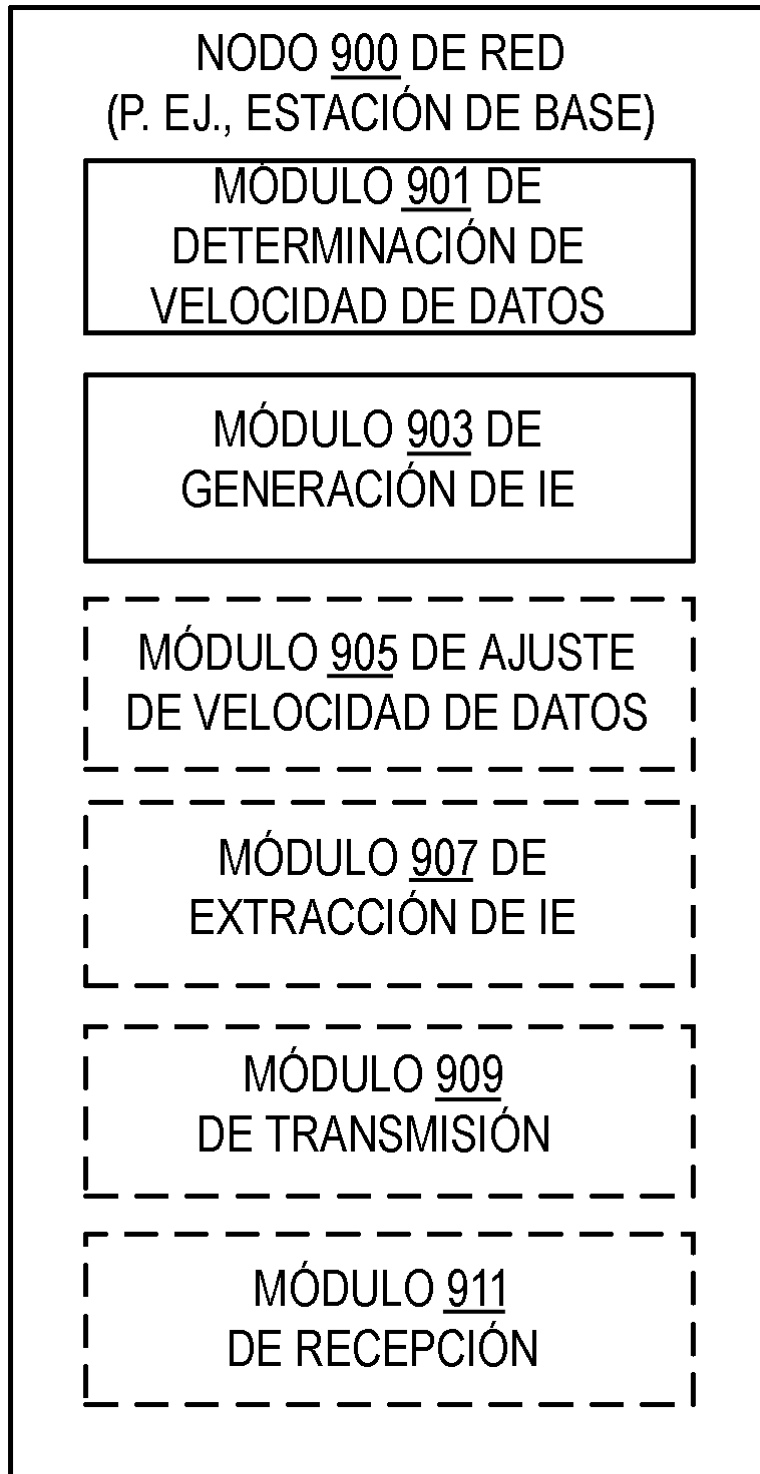 NODO 900 DE RED
(P. EJ., ESTACIÓN DE BASE)
MÓDULO 901 DE
DETERMINACIÓN DE
VELOCIDAD DE DATOS
MÓDULO 903 DE
GENERACIÓN DE IE
MÓDULO 905 DE AJUSTE
DE VELOCIDAD DE DATOS
MÓDULO 907 DE
EXTRACCIÓN DE IE
MÓDULO 909
DE TRANSMISIÓN
MÓDULO 911
DE RECEPCIÓN